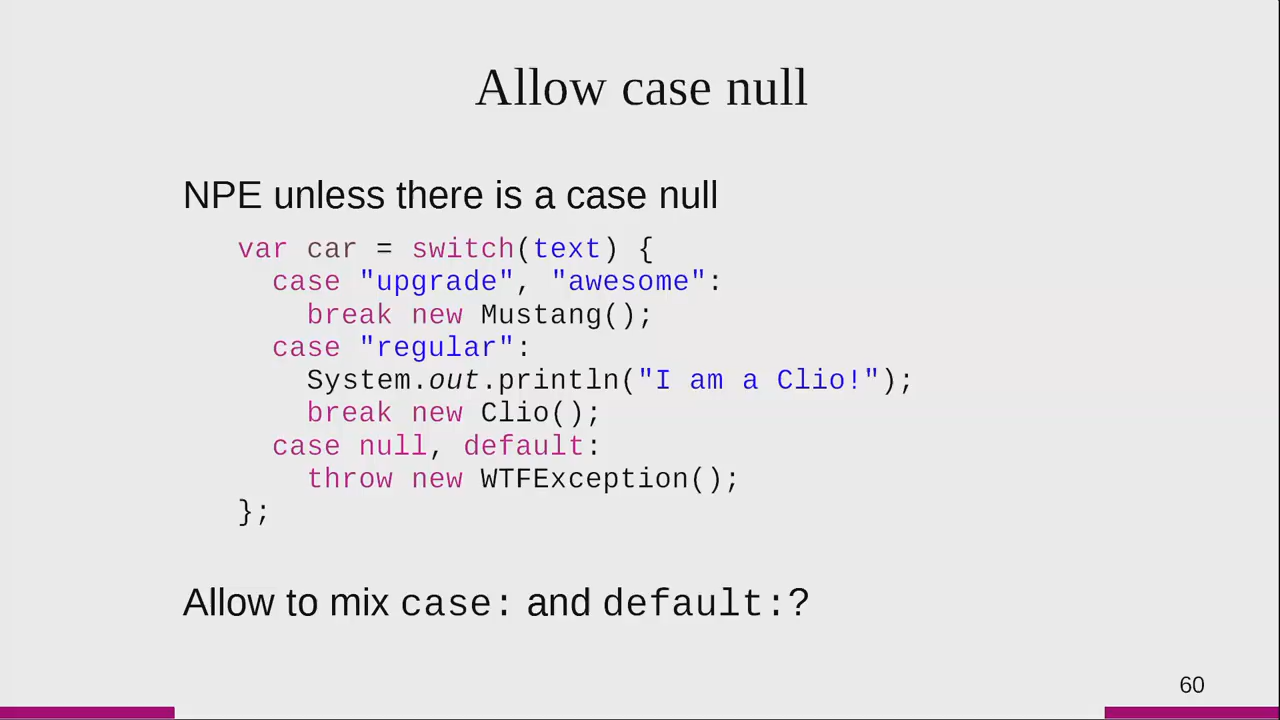 Allow case null
NPE unless there is a case null
var car = switch(text) {
case "upgrade", "awesome":
break new Mustang();
case "regular":
System.out.println("I am a Clio!");
break new Clio();
case null, default:
throw new WTFException();
};
Allow to mix case: and default:?
60